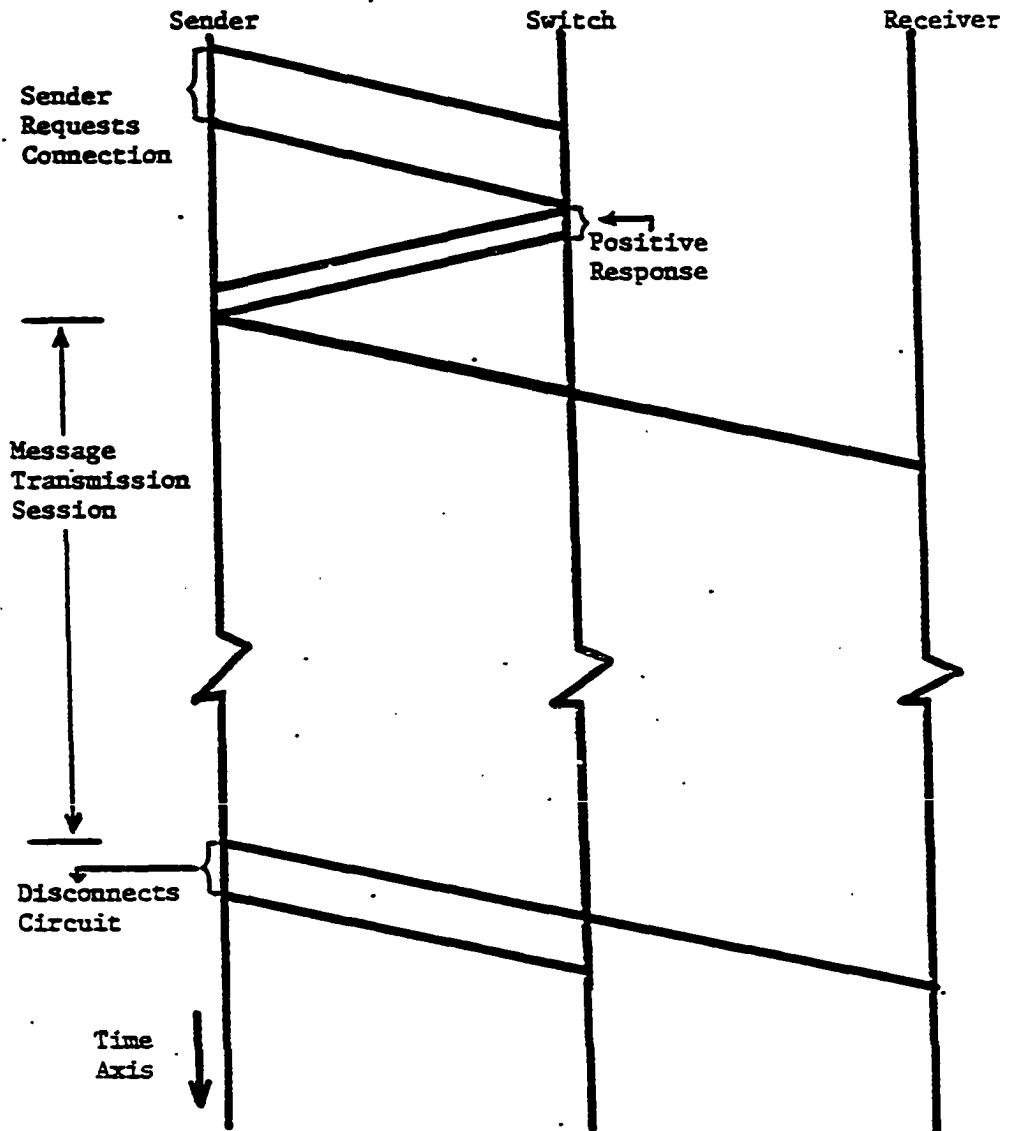 Sender
Switch
Receiver
Sender
Requests
Connection
Positive
Response
Message
Transmission
Session
Disconnects
Circuit
Time
Axis